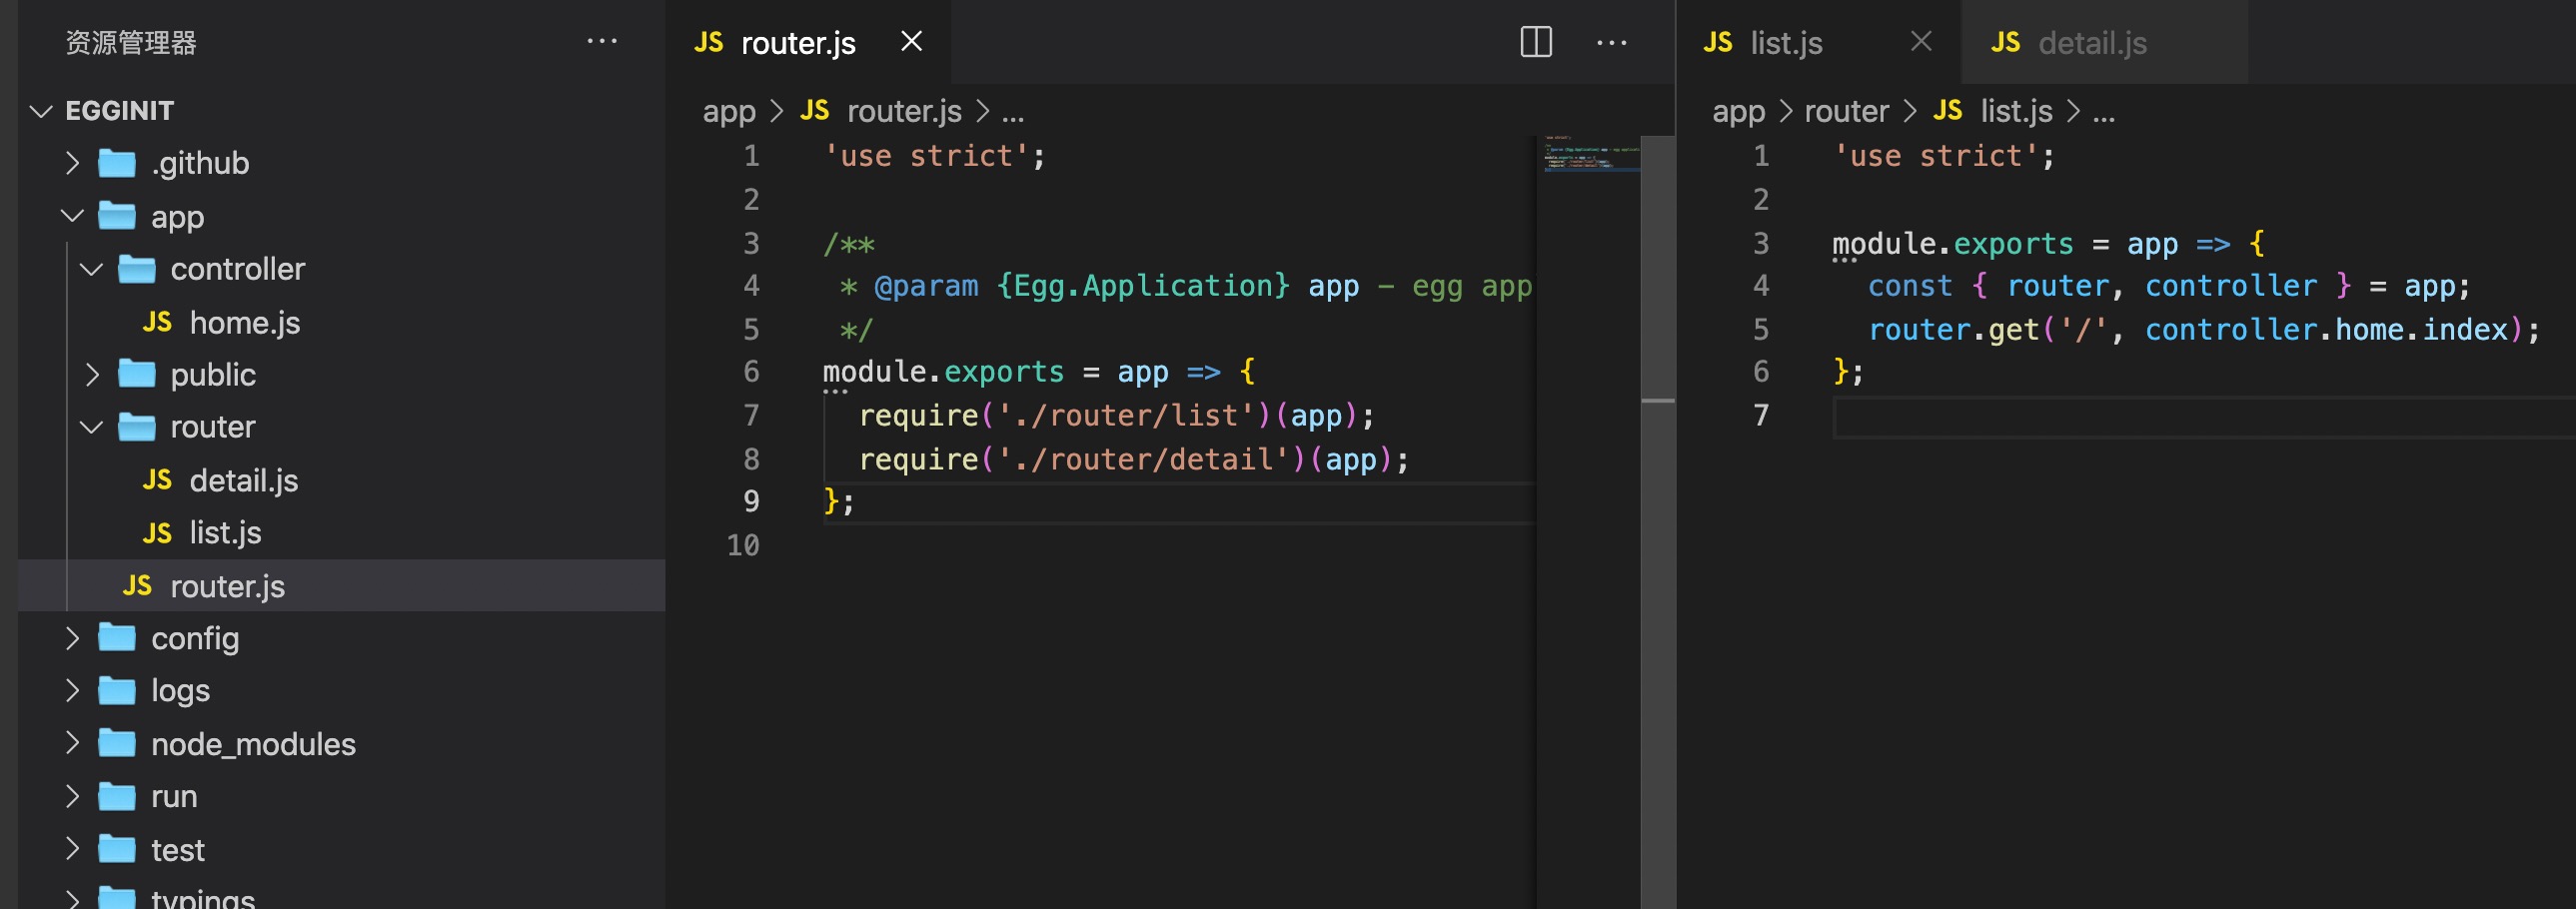 资源管理器 ...
EGGINIT
.github
app
controller
JS home.js
public
router
JS detail.js
JS list.js
JS router.js
config
logs
node_modules
run
test
typings
JS router.js
app > JS router.js > ...
1 'use strict';
2
3 /**
4 * @param {Egg.Application} app - egg app
5 */
6 module.exports = app => {
7 require('./router/list')(app);
8 require('./router/detail')(app);
9 };
10
JS list.js JS detail.js
app > router > JS list.js > ...
1 'use strict';
2
3 module.exports = app => {
4 const { router, controller } = app;
5 router.get('/', controller.home.index);
6 };
7